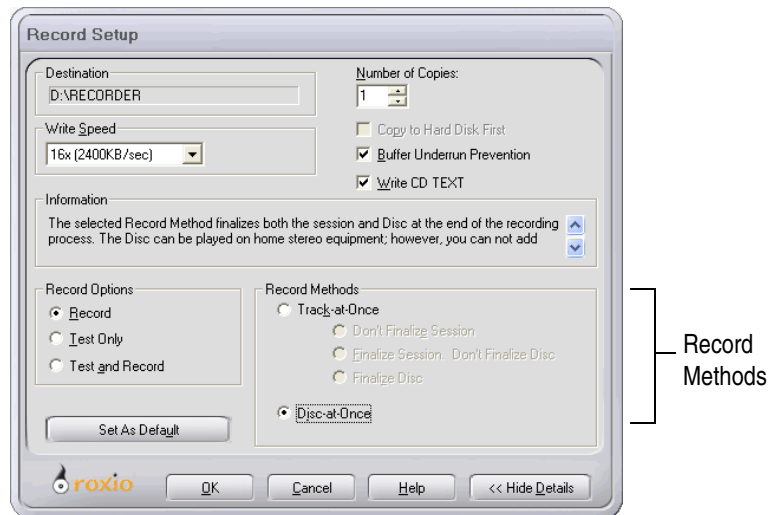 Record Setup
Destination
D:\RECORDER
Number of Copies:
1
Write Speed
16x (2400KB/sec)
Copy to Hard Disk First
Buffer Underrun Prevention
Write CD TEXT
Information
The selected Record Method finalizes both the session and Disc at the end of the recording
process. The Disc can be played on home stereo equipment; however, you can not add
Record Options
Record
Test Only
Test and Record
Set As Default
Record Methods
Track-at-Once
Don't Finalize Session
Finalize Session. Don't Finalize Disc
Finalize Disc
Disc-at-Once
Record
Methods
roxio
OK
Cancel
Help
<< Hide Details